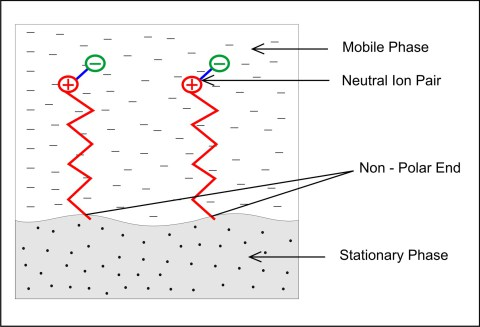 Mobile Phase
Neutral Ion Pair
Non - Polar End
Stationary Phase